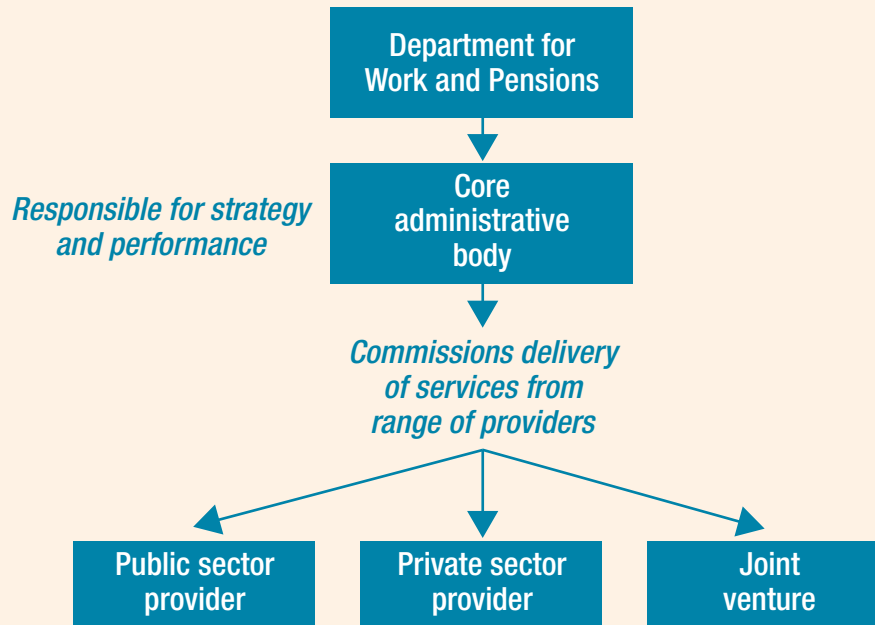 Department for
Work and Pensions
Responsible for strategy
and performance
Core
administrative
body
Commissions delivery
of services from
range of providers
Public sector
provider
Private sector
provider
Joint
venture